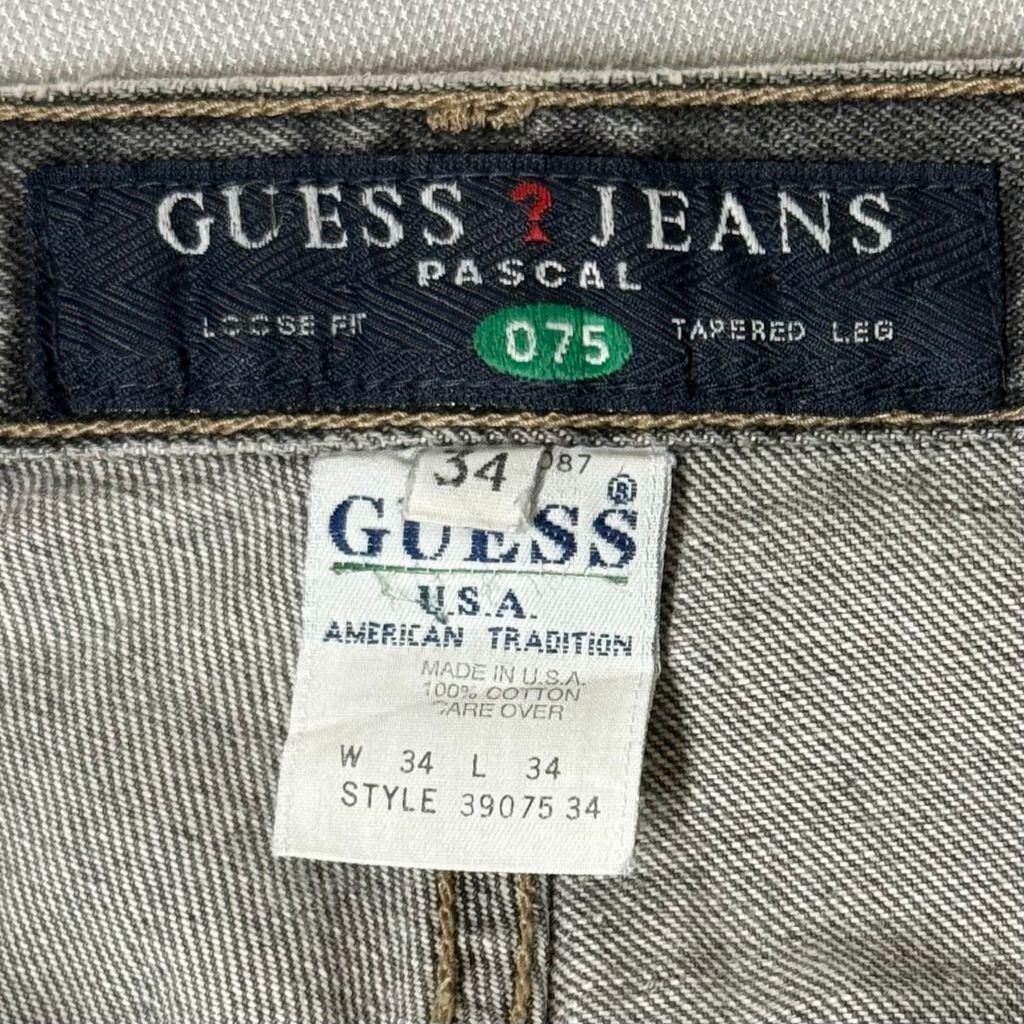 GUESS ? JEANS
PASCAL
LOOSE FIT 075 TAPERED LEG
34 087
GUESS®
U.S.A.
AMERICAN TRADITION
MADE IN U.S.A.
100% COTTON
CARE OVER
W 34 L 34
STYLE 39075 34